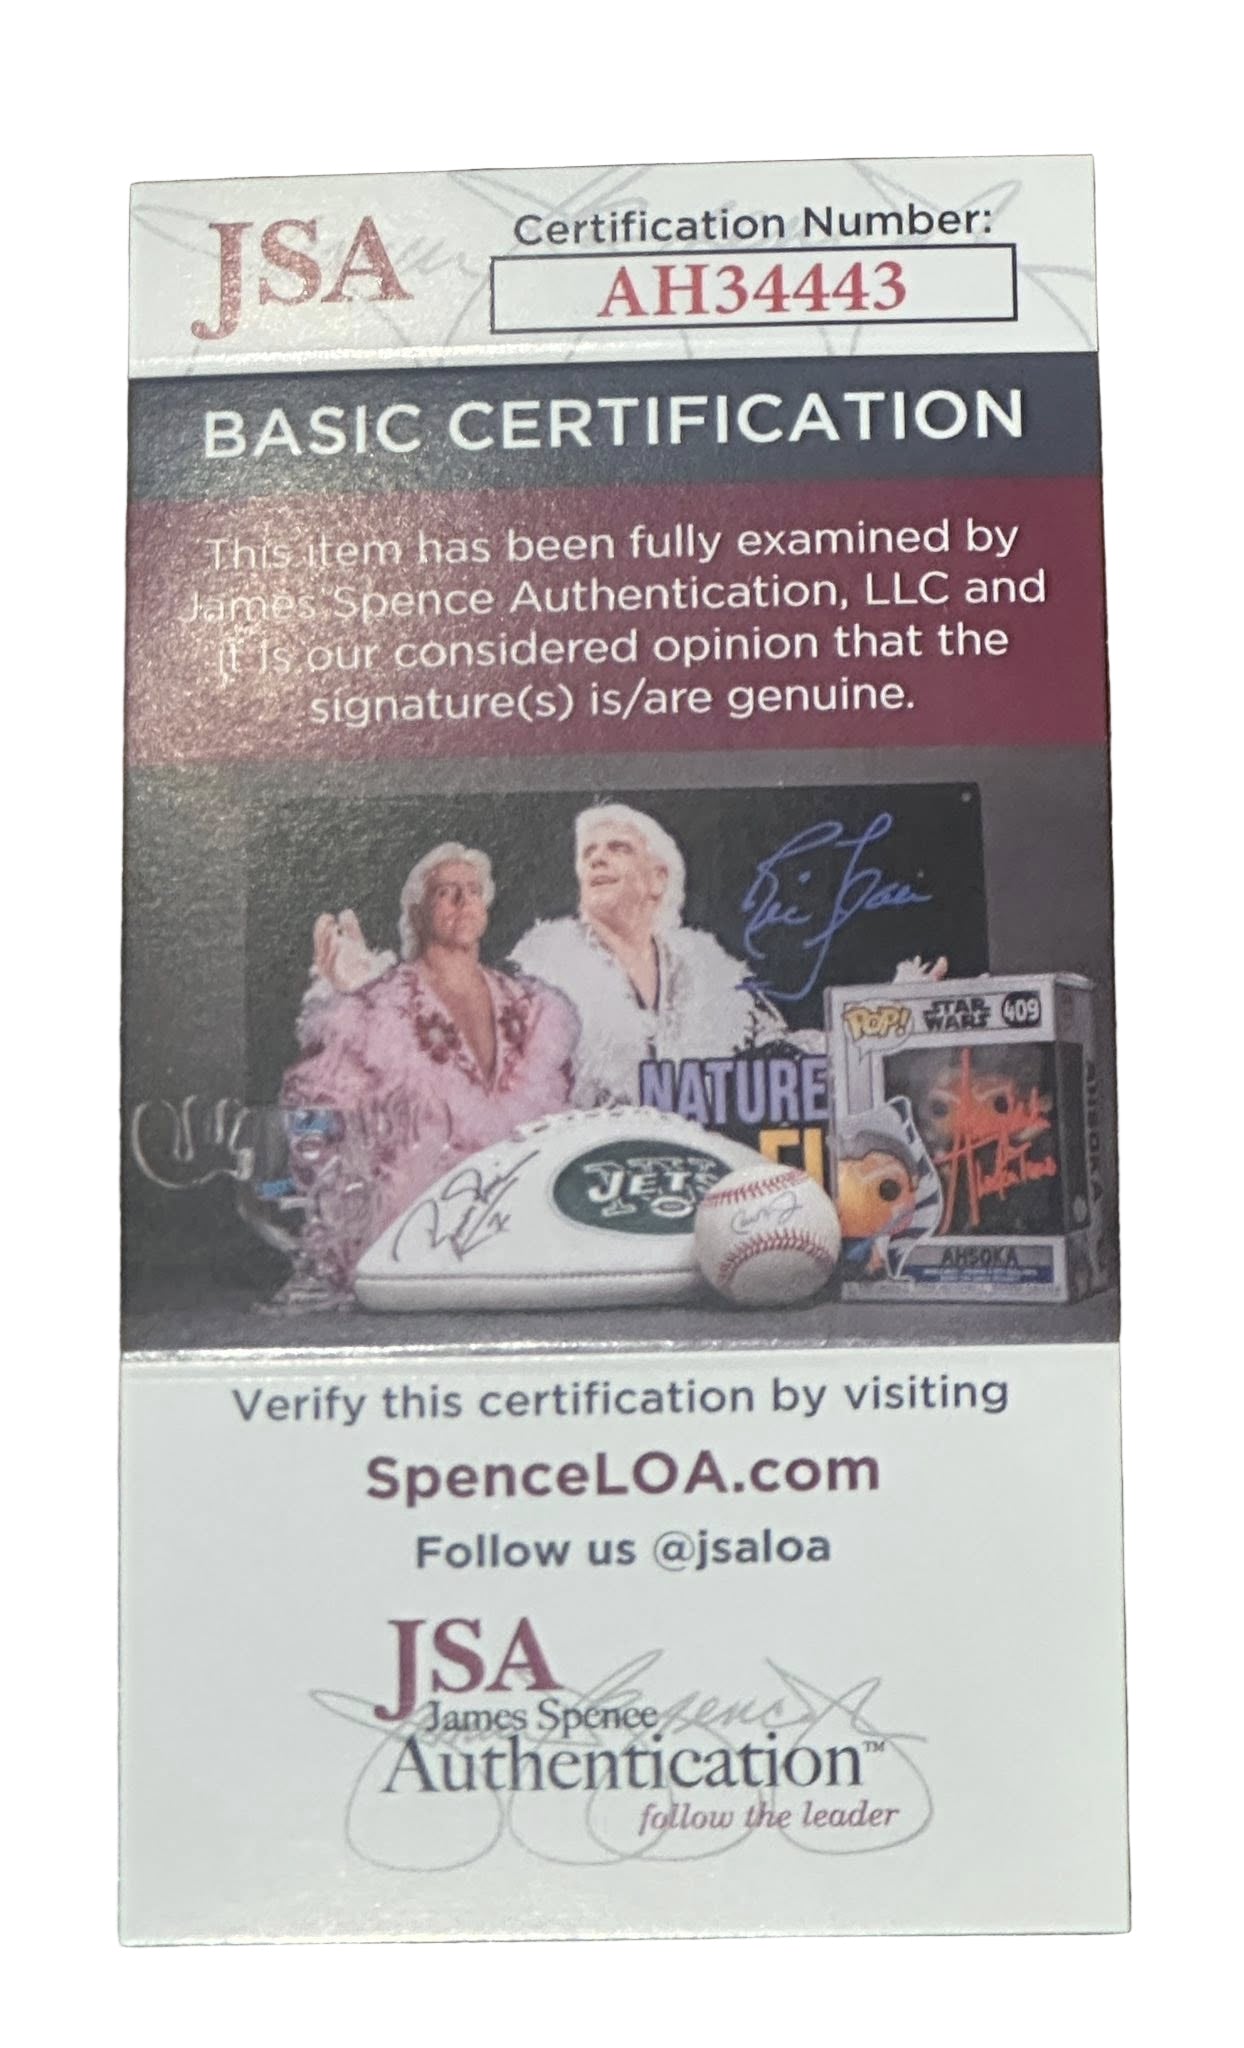 JSA
Certification Number:
AH34443
BASIC CERTIFICATION
This item has been fully examined by
James Spence Authentication, LLC and
it is our considered opinion that the
signature(s) is/are genuine.
POP! STAR WARS 409
NATURE
JETS
AHSOKA
AHSOKA
Verify this certification by visiting
SpenceLOA.com
Follow us @jsaloa
JSA
James Spence
Authentication™
follow the leader